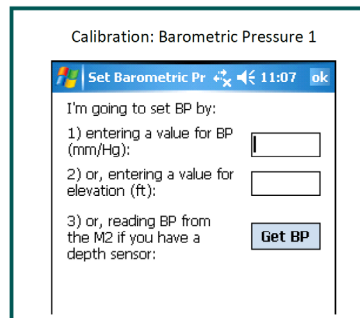 Calibration: Barometric Pressure 1
Set Barometric Pr 11:07 ok
I'm going to set BP by:
1) entering a value for BP
(mm/Hg):
2) or, entering a value for
elevation (ft):
3) or, reading BP from
the M2 if you have a
depth sensor:
Get BP